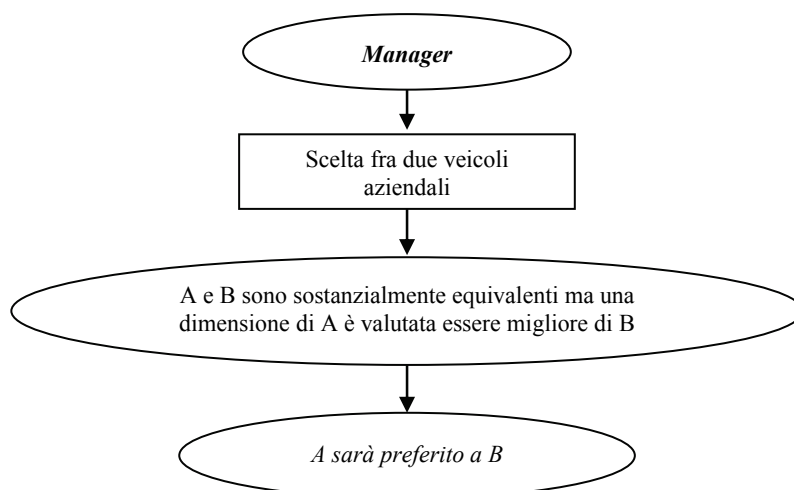 Manager
Scelta fra due veicoli
aziendali
A e B sono sostanzialmente equivalenti ma una
dimensione di A è valutata essere migliore di B
A sarà preferito a B